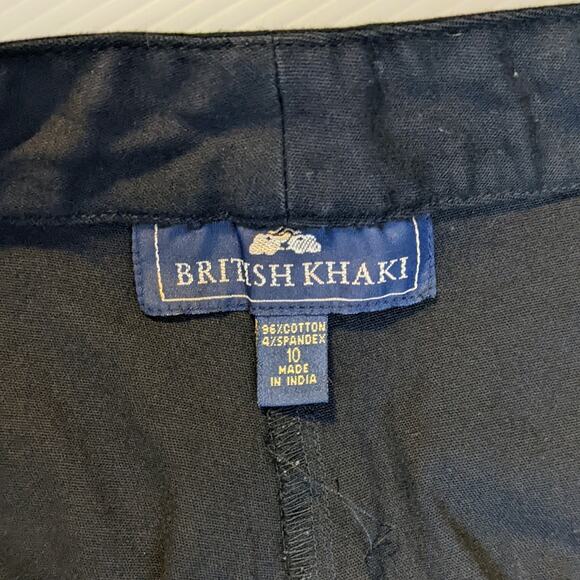 BRITISH KHAKI
96%COTTON
4%SPANDEX
10
MADE
IN INDIA